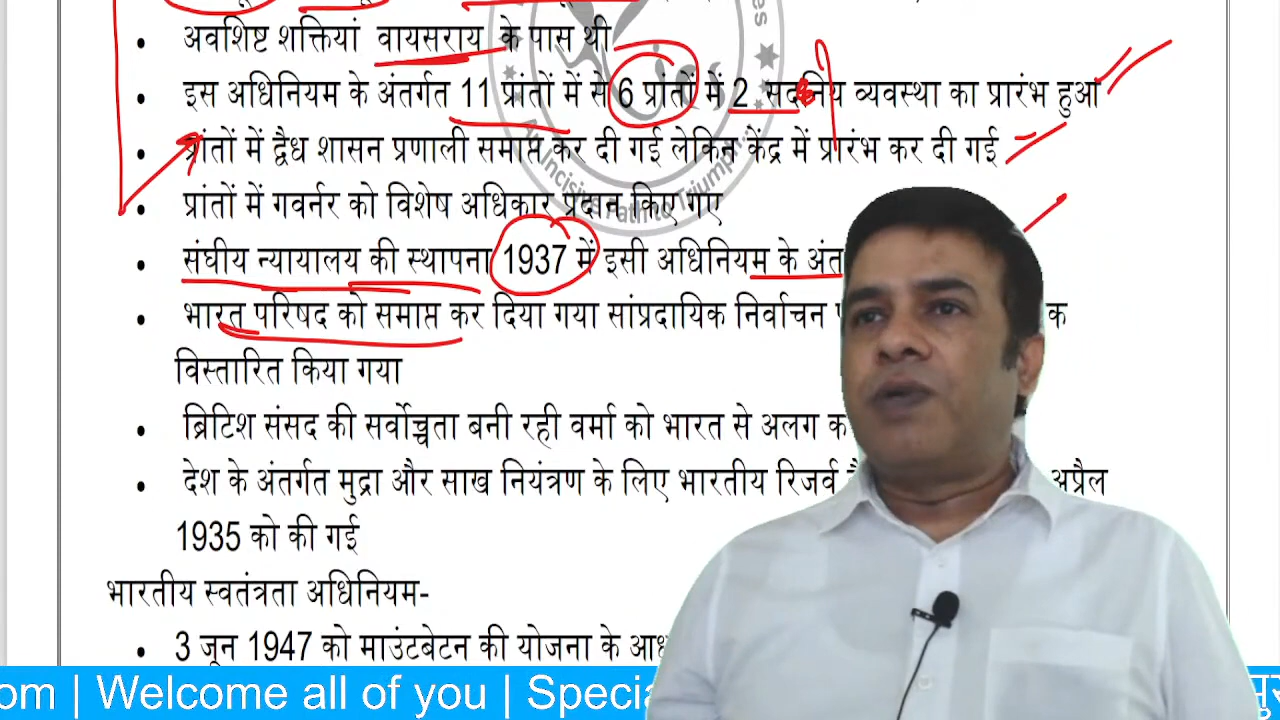 अवशिष्ट शक्तियां वायसराय के पास थी
इस अधिनियम के अंतर्गत 11 प्रांतों में से 6 प्रांतों में 2 व्यवस्था का प्रारंभ हुआ
प्रांतों में द्वैध शासन प्रणाली समाप्त कर दी गई लेकिन केंद्र में प्रारंभ कर दी गई
प्रांतों में गवर्नर को विशेष अधिकार प्रदान किए गए
संघीय न्यायालय की स्थापना 1937 में इसी अधिनियम के अंत
भारत परिषद को समाप्त कर दिया गया सांप्रदायिक निर्वाचन क
विस्तारित किया गया
ब्रिटिश संसद की सर्वोच्चता बनी रही वर्मा को भारत से अलग क
देश के अंतर्गत मुद्रा और साख नियंत्रण के लिए भारतीय रिजर्व अप्रैल
1935 को की गई
भारतीय स्वतंत्रता अधिनियम-
3 जून 1947 को माउंटबेटन की योजना के आध
om | Welcome all of you | Specia